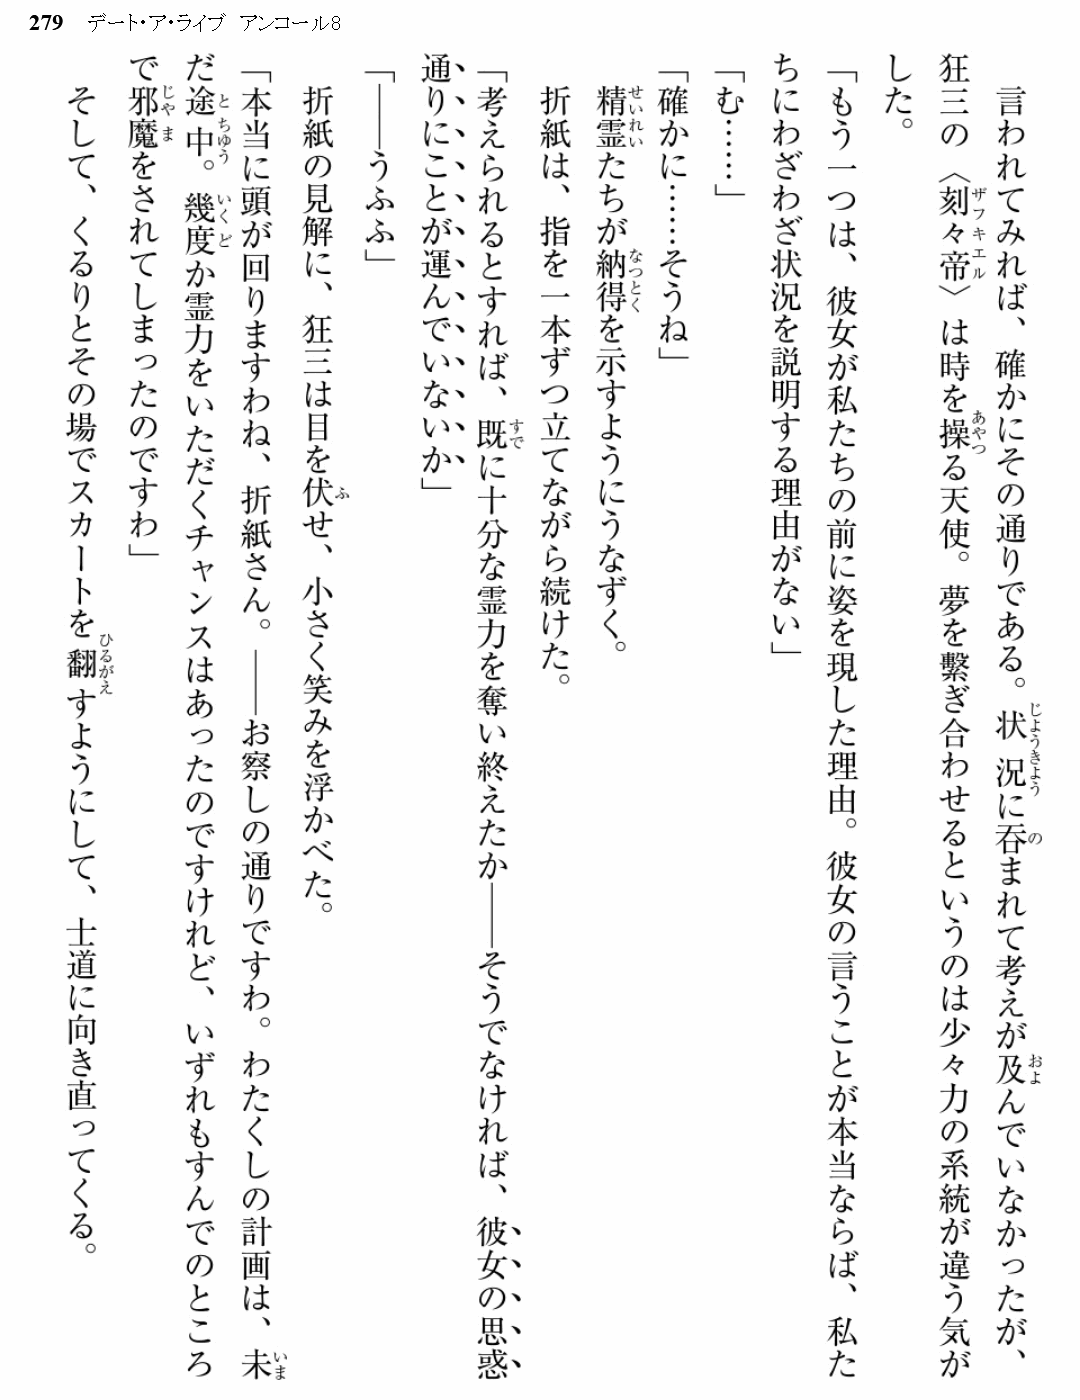 279 デート・ア・ライブ アンコール8
言われてみれば、確かにその通りである。状況に呑まれて考えが及んでいなかったが、
狂三の〈刻々帝〉は時を操る天使。夢を繋ぎ合わせるというのは少々力の系統が違う気が
した。
「もう一つは、彼女が私たちの前に姿を現した理由。彼女の言うことが本当ならば、私た
ちにわざわざ状況を説明する理由がない」
「む……」
「確かに……そうね」
精霊たちが納得を示すようにうなずく。
折紙は、指を一本ずつ立てながら続けた。
「考えられるとすれば、既に十分な霊力を奪い終えたか――そうでなければ、彼女の思惑
通りにことが運んでいないか」
「――うふふ」
折紙の見解に、狂三は目を伏せ、小さく笑みを浮かべた。
「本当に頭が回りますわね、折紙さん。――お察しの通りですわ。わたくしの計画は、未
だ途中。幾度か霊力をいただくチャンスはあったのですけれど、いずれもすんでのところ
で邪魔をされてしまったのですわ」
そして、くるりとその場でスカートを翻すようにして、士道に向き直ってくる。